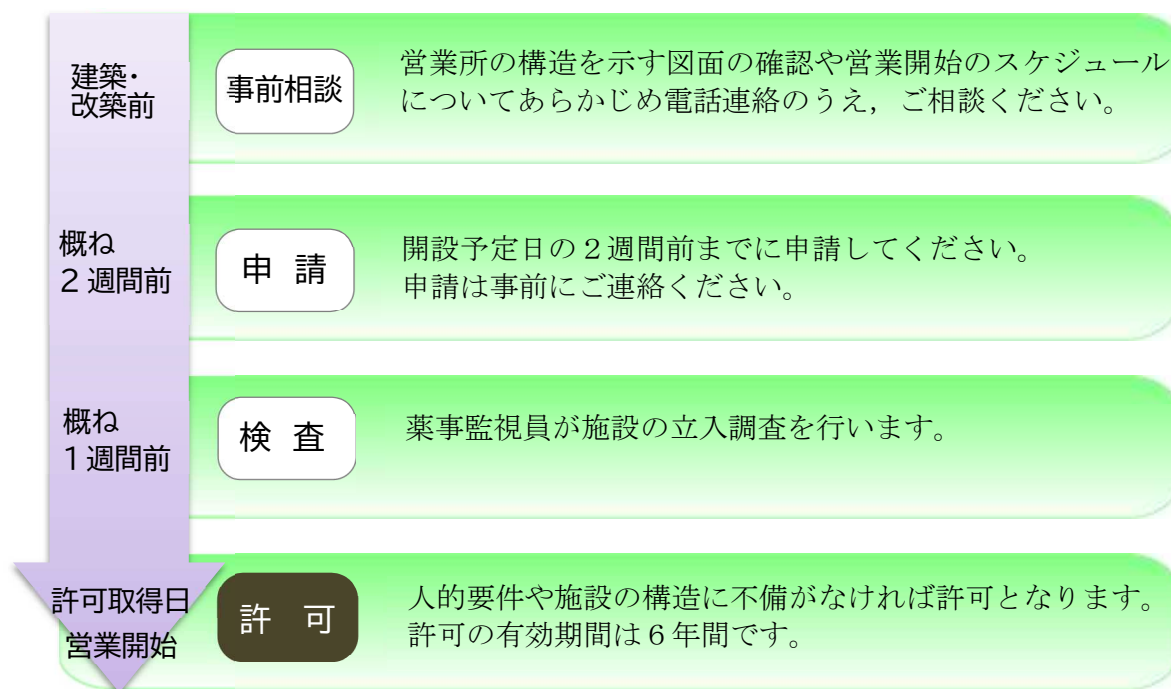 建築・
改築前
事前相談
営業所の構造を示す図面の確認や営業開始のスケジュール
についてあらかじめ電話連絡のうえ，ご相談ください。
概ね
２週間前
申 請
開設予定日の２週間前までに申請してください。
申請は事前にご連絡ください。
概ね
１週間前
検 査
薬事監視員が施設の立入調査を行います。
許可取得日
営業開始
許 可
人的要件や施設の構造に不備がなければ許可となります。
許可の有効期間は６年間です。